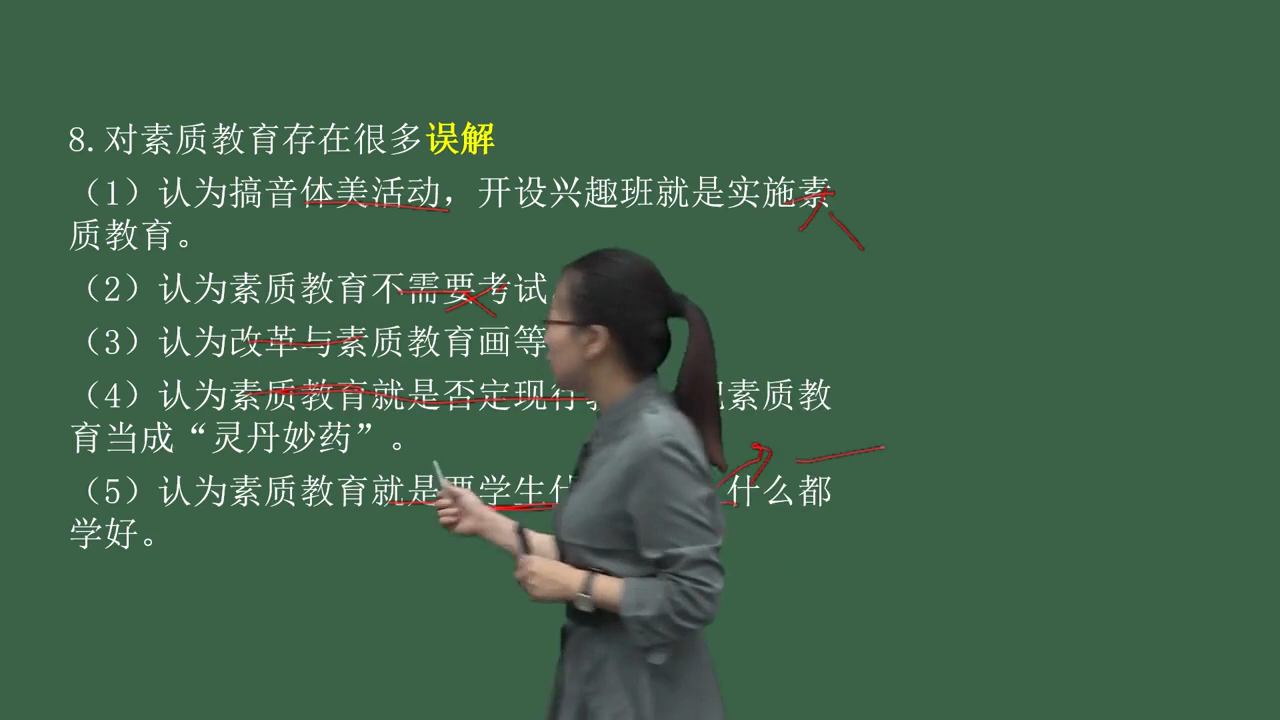 8.对素质教育存在很多误解
（1）认为搞音体美活动，开设兴趣班就是实施素
质教育。
（2）认为素质教育不需要考试
（3）认为改革与素质教育画等
（4）认为素质教育就是否定现行 素质教
育当成“灵丹妙药”。
（5）认为素质教育就是要学生什 什么都
学好。